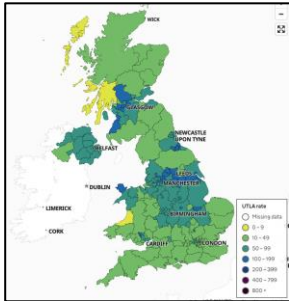 WICK
GLASGOW
NEWCASTLE
UPON TYNE
BELFAST
LEEDS
MANCHESTER
DUBLIN
LIMERICK
BIRMINGHAM
CORK
CARDIFF
LONDON
UTLA rate
Missing data
0 - 9
10 - 49
50 - 99
100 - 199
200 - 399
400 - 799
800 +